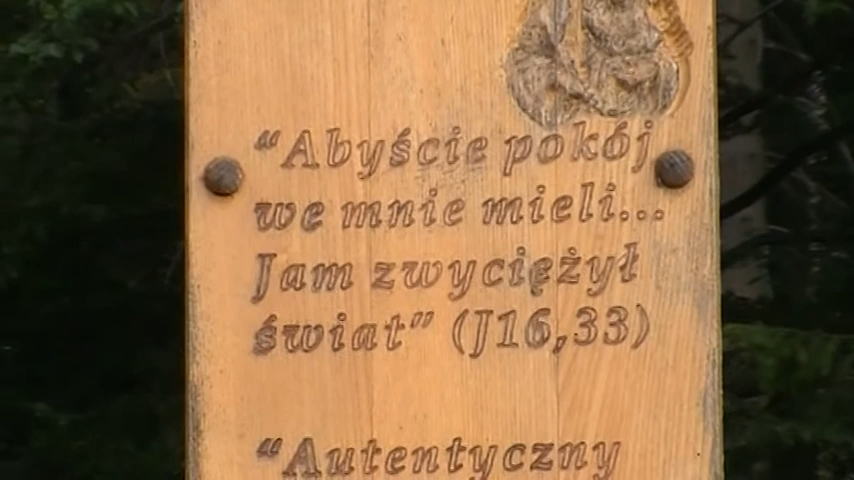 “Abyście pokój
we mnie mieli...
Jam zwyciężył
świat” (J16,33)
“Autentyczny